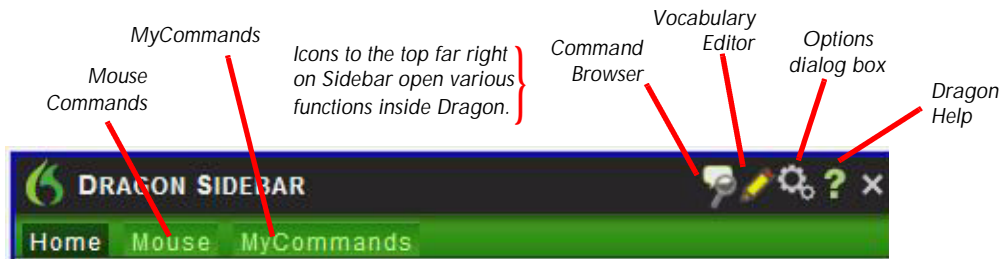 MyCommands
Mouse
Commands
Icons to the top far right
on Sidebar open various
functions inside Dragon.
Command
Browser
Vocabulary
Editor
Options
dialog box
Dragon
Help
DRAGON SIDEBAR
?
×
Home Mouse MyCommands